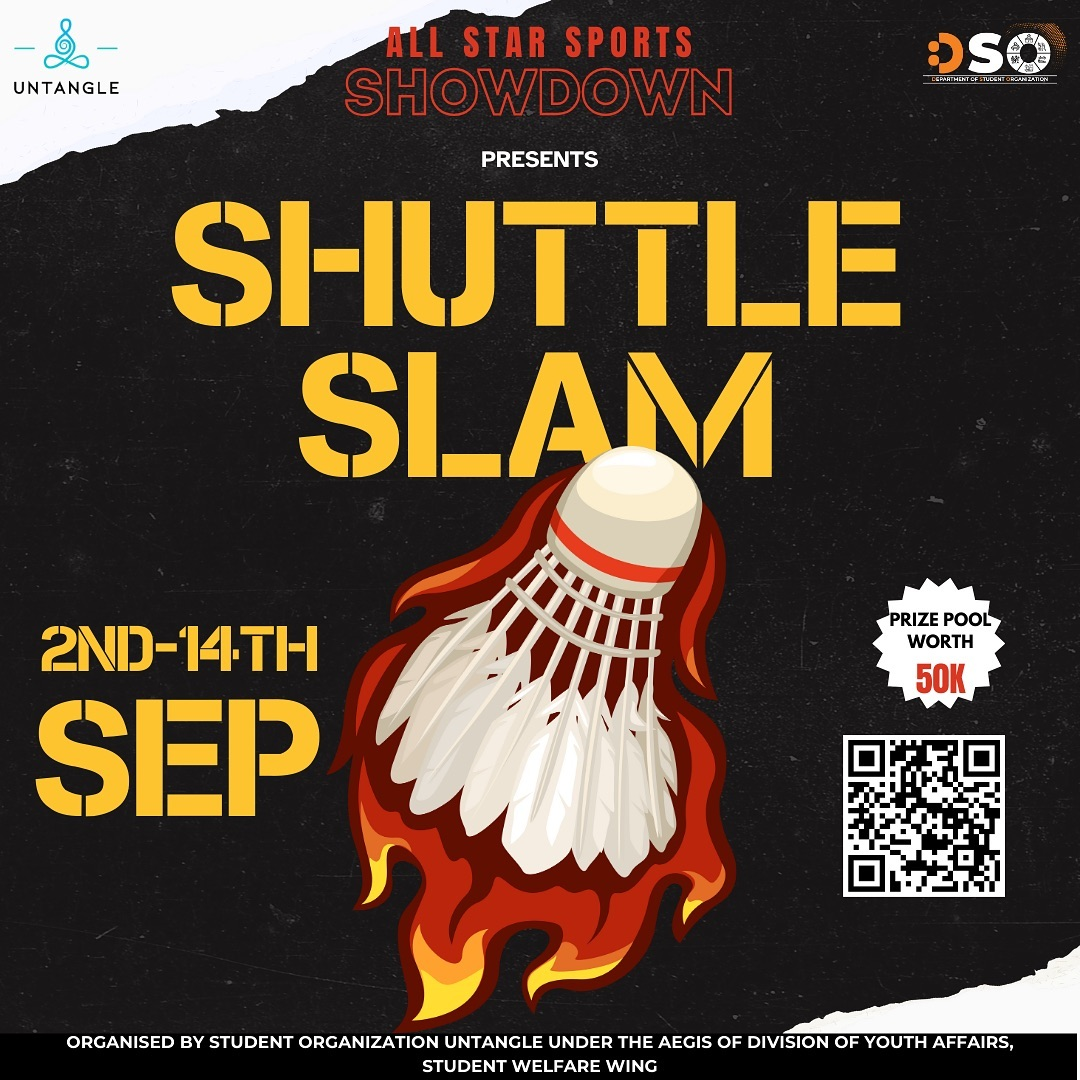 UNTANGLE
ALL STAR SPORTS
SHOWDOWN
DSO
DEPARTMENT OF STUDENT ORGANIZATION
PRESENTS
SHUTTLE
SLAM
2ND-14TH
SEP
PRIZE POOL
WORTH
50K
ORGANISED BY STUDENT ORGANIZATION UNTANGLE UNDER THE AEGIS OF DIVISION OF YOUTH AFFAIRS,
STUDENT WELFARE WING